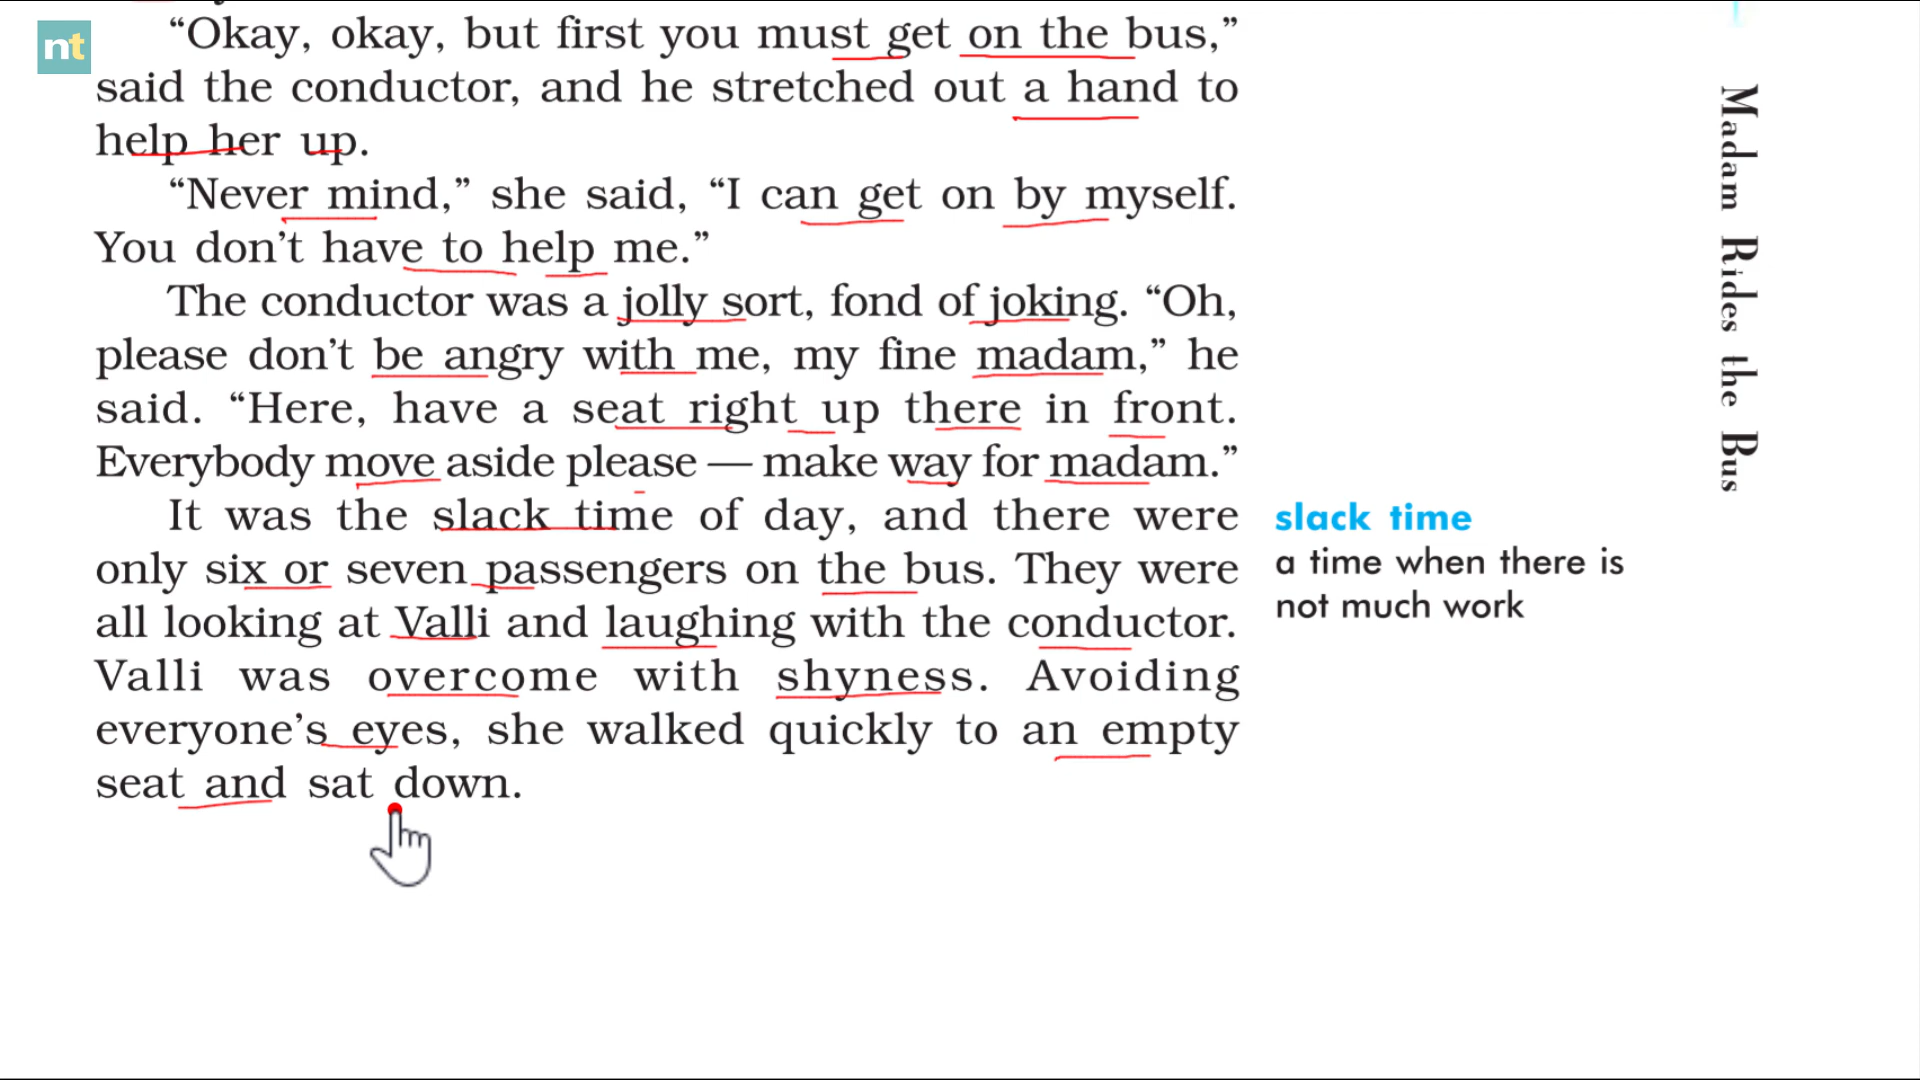 nt
“Okay, okay, but first you must get on the bus,”
said the conductor, and he stretched out a hand to
help her up.
“Never mind,” she said, “I can get on by myself.
You don’t have to help me.”
The conductor was a jolly sort, fond of joking. “Oh,
please don’t be angry with me, my fine madam,” he
said. “Here, have a seat right up there in front.
Everybody move aside please — make way for madam.”
It was the slack time of day, and there were
only six or seven passengers on the bus. They were
all looking at Valli and laughing with the conductor.
Valli was overcome with shyness. Avoiding
everyone’s eyes, she walked quickly to an empty
seat and sat down.
slack time
a time when there is
not much work
Madam Rides the Bus